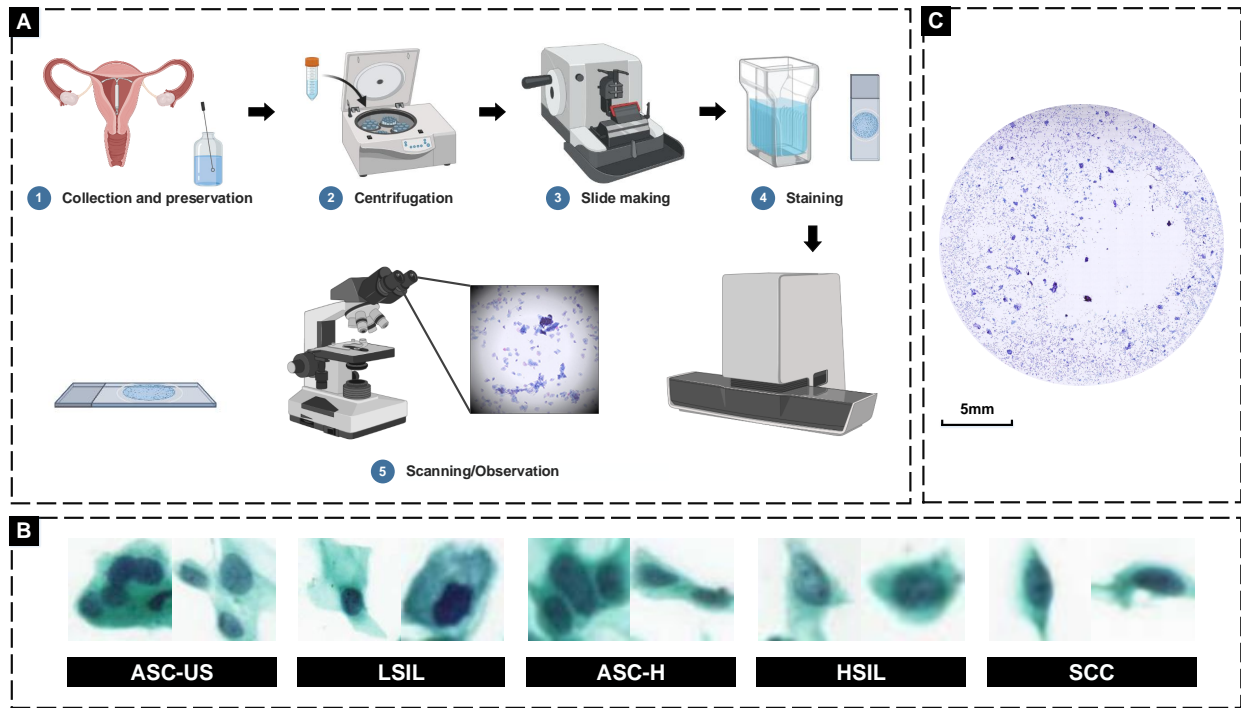 A
1 Collection and preservation
2 Centrifugation
3 Slide making
4 Staining
5 Scanning/Observation
C
5mm
B
ASC-US
LSIL
ASC-H
HSIL
SCC